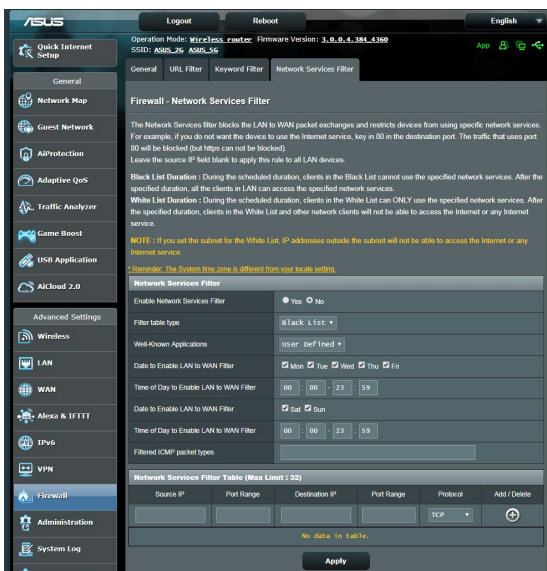 ASUS
Logout
Reboot
English
Quick Internet
Setup
Operation Mode: Wireless router Firmware Version: 3.0.0.4.384_4360
SSID: ASUS_2G ASUS_5G
App
General
URL Filter
Keyword Filter
Network Services Filter
General
Network Map
Guest Network
AiProtection
Adaptive QoS
Traffic Analyzer
Game Boost
USB Application
AiCloud 2.0
Advanced Settings
Wireless
LAN
WAN
Alexa & IFTTT
IPv6
VPN
Firewall
Administration
System Log
Firewall - Network Services Filter
The Network Services filter blocks the LAN to WAN packet exchanges and restricts devices from using specific network services.
For example, if you do not want the device to use the Internet service, key in 80 in the destination port. The traffic that uses port
80 will be blocked (but https can not be blocked).
Leave the source IP field blank to apply this rule to all LAN devices.
Black List Duration : During the scheduled duration, clients in the Black List cannot use the specified network services. After the
specified duration, all the clients in LAN can access the specified network services.
White List Duration : During the scheduled duration, clients in the White List can ONLY use the specified network services. After
the specified duration, clients in the White List and other network clients will not be able to access the Internet or any Internet
service.
NOTE : If you set the subnet for the White List, IP addresses outside the subnet will not be able to access the Internet or any
Internet service.
* Reminder: The System time zone is different from your locale setting.
Network Services Filter
Enable Network Services
Filter
Yes No
Filter table type
Black List
Well-Known Applications
User Defined
Date to Enable LAN to WAN Filter
Mon Tue Wed Thu Fri
Time of Day to Enable LAN to WAN Filter
00 : 00 - 23 : 59
Date to Enable LAN to WAN Filter
Sat Sun
Time of Day to Enable LAN to WAN Filter
00 : 00 - 23 : 59
Filtered ICMP packet types
Network Services Filter Table (Max Limit : 32)
Source IP
Port Range
Destination IP
Port Range
Protocol
Add / Delete
TCP
No data in table.
Apply